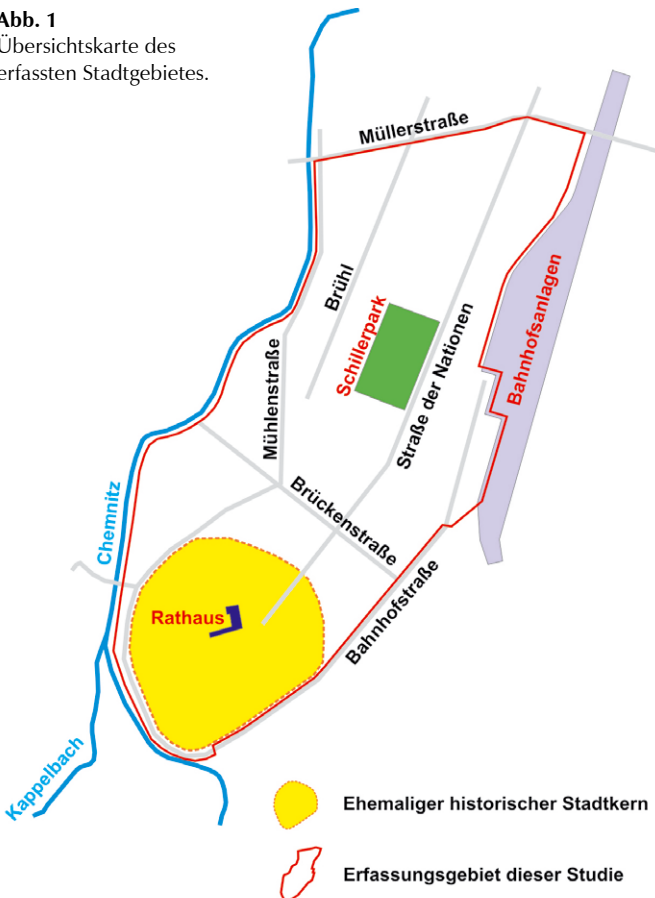 Abb. 1
Übersichtskarte des
erfassten Stadtgebietes.
Müllerstraße
Brühl
Schillerpark
Straße der Nationen
Bahnhofsanlagen
Mühlenstraße
Brückenstraße
Chemnitz
Rathaus
Bahnhofstraße
Kappelbach
Ehemaliger historischer Stadtkern
Erfassungsgebiet dieser Studie